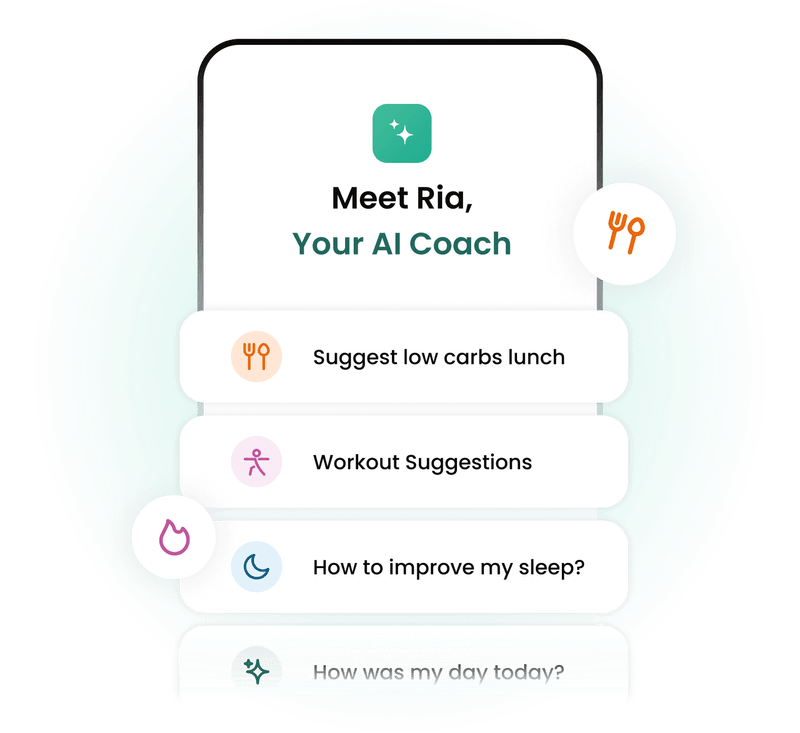 Meet Ria,
Your AI Coach
Suggest low carbs lunch
Workout Suggestions
How to improve my sleep?
How was my day today?